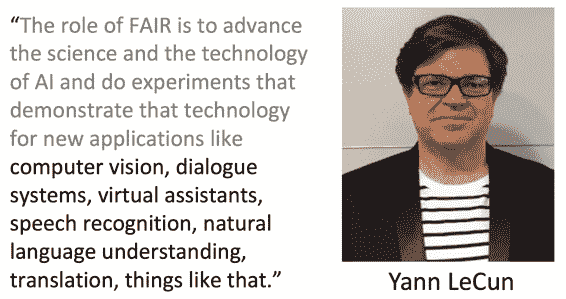 “The role of FAIR is to advance
the science and the technology
of AI and do experiments that
demonstrate that technology
for new applications like
computer vision, dialogue
systems, virtual assistants,
speech recognition, natural
language understanding,
translation, things like that.”
Yann LeCun